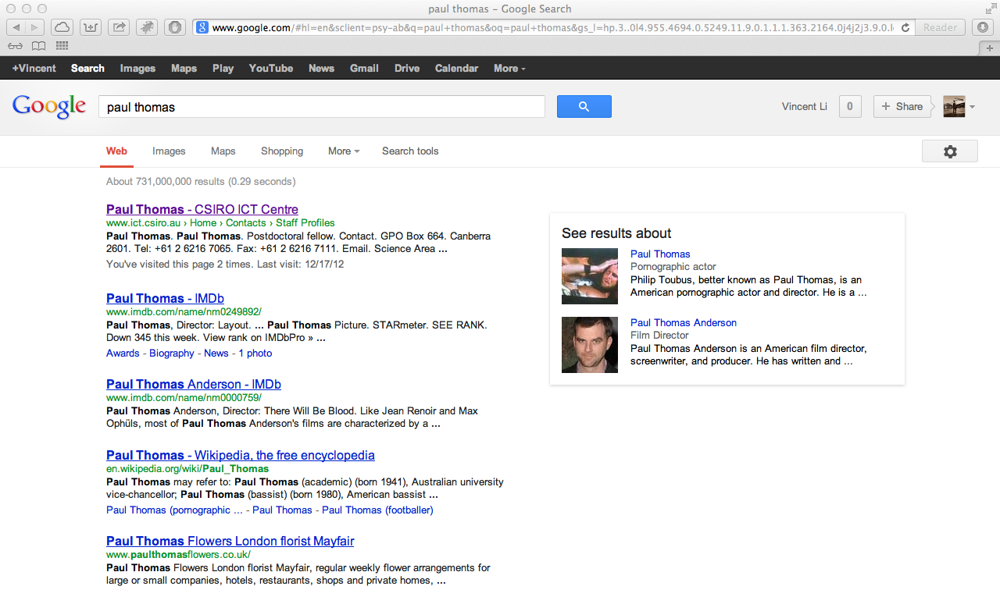 paul thomas – Google Search
www.google.com/#hl=en&sclient=psy-ab&q=paul+thomas&oq=paul+thomas&gs_l=hp.3..0l4.955.4694.0.5249.11.9.0.1.1.1.363.2164.0j4j2j3.9.0.l
Reader
+Vincent Search Images Maps Play YouTube News Gmail Drive Calendar More
Google
paul thomas
Vincent Li
0
+ Share
Web Images Maps Shopping More Search tools
About 731,000,000 results (0.29 seconds)
Paul Thomas - CSIRO ICT Centre
www.ict.csiro.au › Home › Contacts › Staff Profiles
Paul Thomas. Paul Thomas. Postdoctoral fellow. Contact. GPO Box 664. Canberra
2601. Tel: +61 2 6216 7065. Fax: +61 2 6216 7111. Email. Science Area ...
You've visited this page 2 times. Last visit: 12/17/12
Paul Thomas - IMDb
www.imdb.com/name/nm0249892/
Paul Thomas, Director: Layout. ... Paul Thomas Picture. STARmeter. SEE RANK.
Down 345 this week. View rank on IMDbPro » ...
Awards - Biography - News - 1 photo
Paul Thomas Anderson - IMDb
www.imdb.com/name/nm0000759/
Paul Thomas Anderson, Director: There Will Be Blood. Like Jean Renoir and Max
Ophüls, most of Paul Thomas Anderson's films are characterized by a ...
Paul Thomas - Wikipedia, the free encyclopedia
en.wikipedia.org/wiki/Paul_Thomas
Paul Thomas may refer to: Paul Thomas (academic) (born 1941), Australian university
vice-chancellor; Paul Thomas (bassist) (born 1980), American bassist ...
Paul Thomas (pornographic ... - Paul Thomas - Paul Thomas (footballer)
Paul Thomas Flowers London florist Mayfair
www.paulthomasflowers.co.uk/
Paul Thomas Flowers London florist Mayfair, regular weekly flower arrangements for
large or small companies, hotels, restaurants, shops and private homes, ...
See results about
Paul Thomas
Pornographic actor
Philip Toubus, better known as Paul Thomas, is an
American pornographic actor and director. He is a ...
Paul Thomas Anderson
Film Director
Paul Thomas Anderson is an American film director,
screenwriter, and producer. He has written and ...